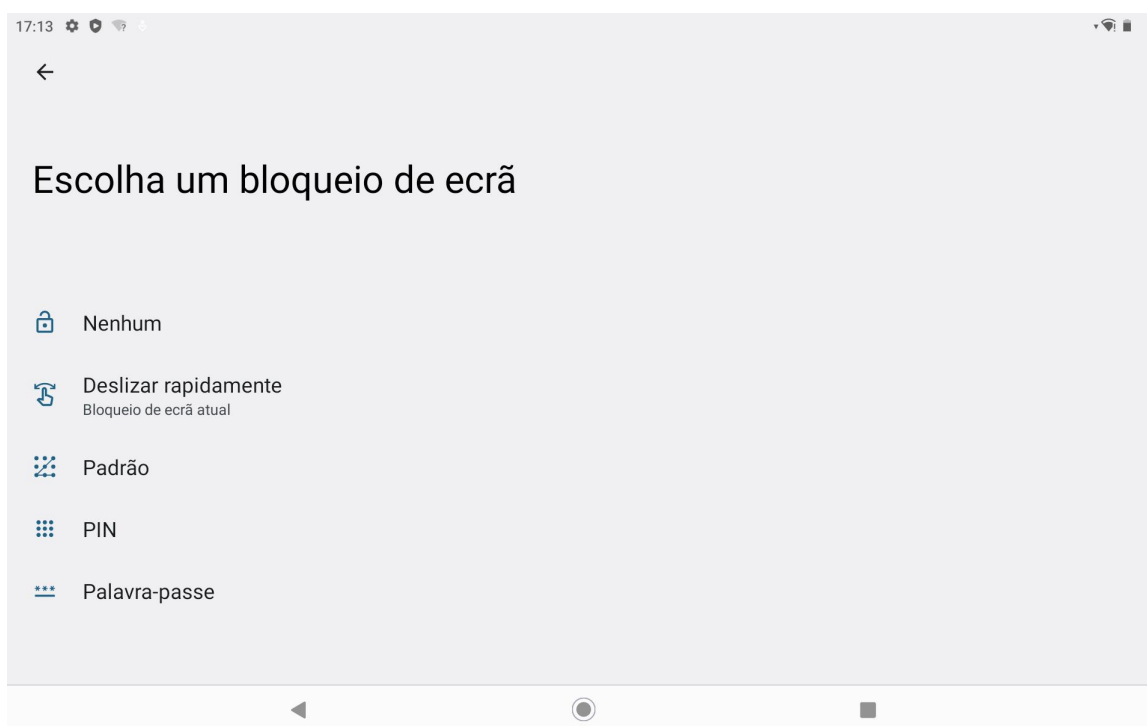 17:13
Escolha um bloqueio de ecrã
Nenhum
Deslizar rapidamente
Bloqueio de ecrã atual
Padrão
PIN
Palavra-passe